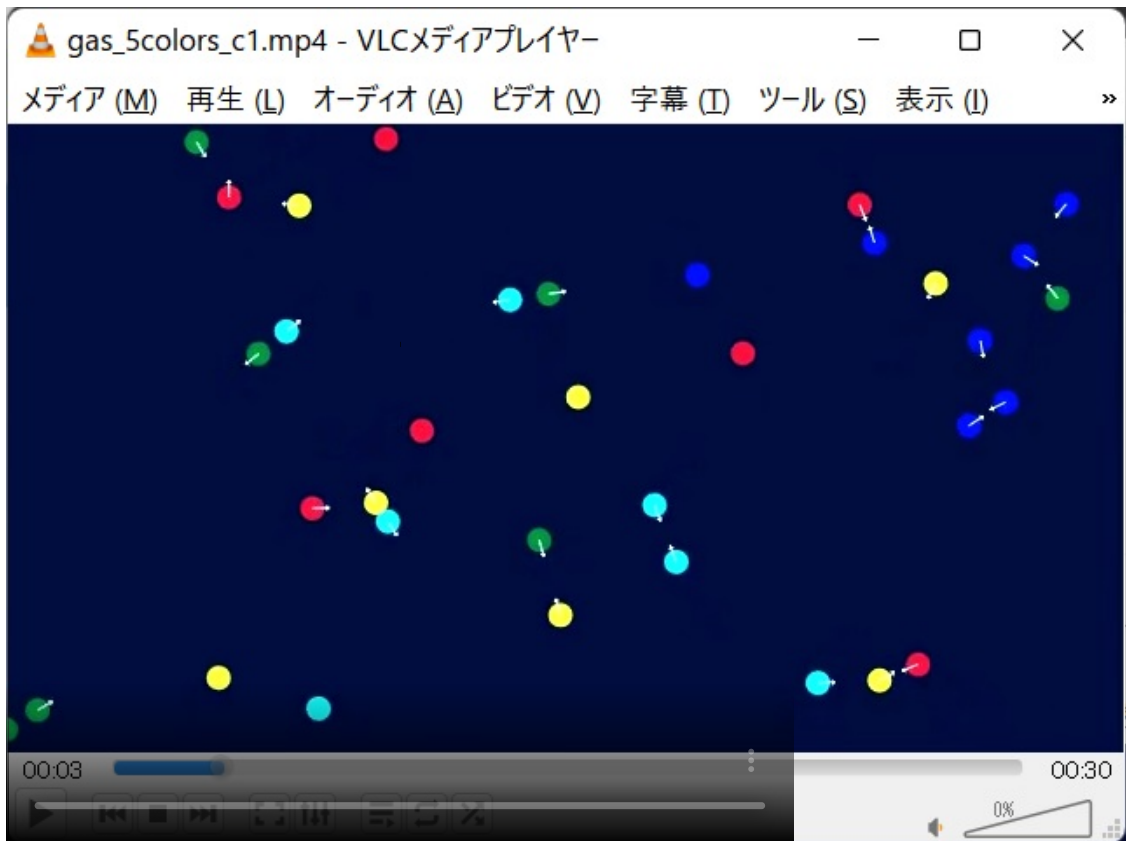 gas_5colors_c1.mp4 - VLCメディアプレイヤー
メディア (M) 再生 (L) オーディオ (A) ビデオ (V) 字幕 (T) ツール (S) 表示 (I) »
00:03 00:30
0%